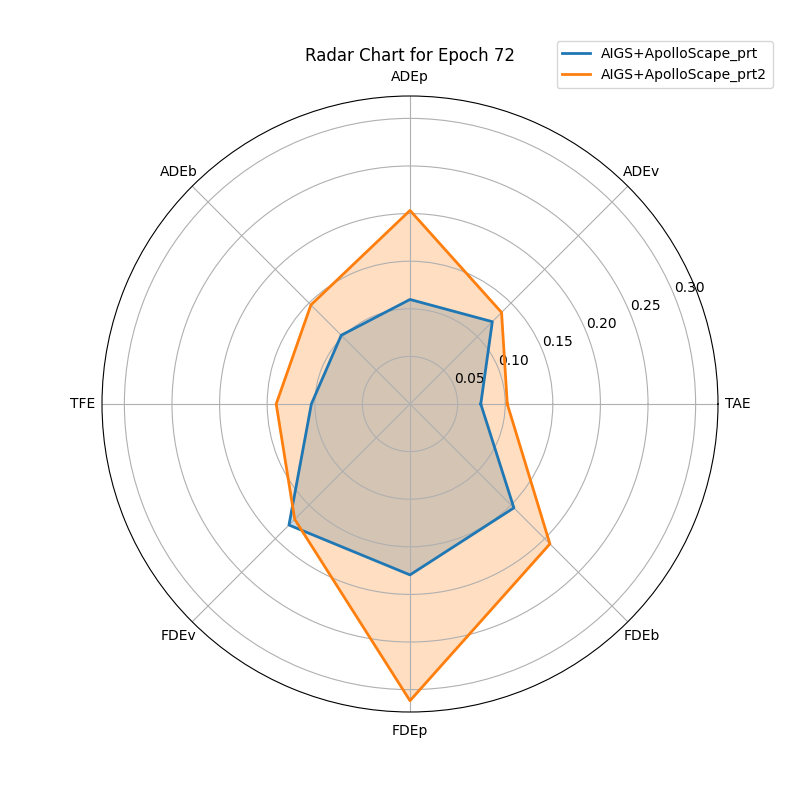 Radar Chart for Epoch 72
AIGS+ApolloScape_prt
AIGS+ApolloScape_prt2
ADEp
ADEb
ADEv
0.30
0.25
0.20
0.15
0.10
0.05
TFE
TAE
FDEv
FDEb
FDEp